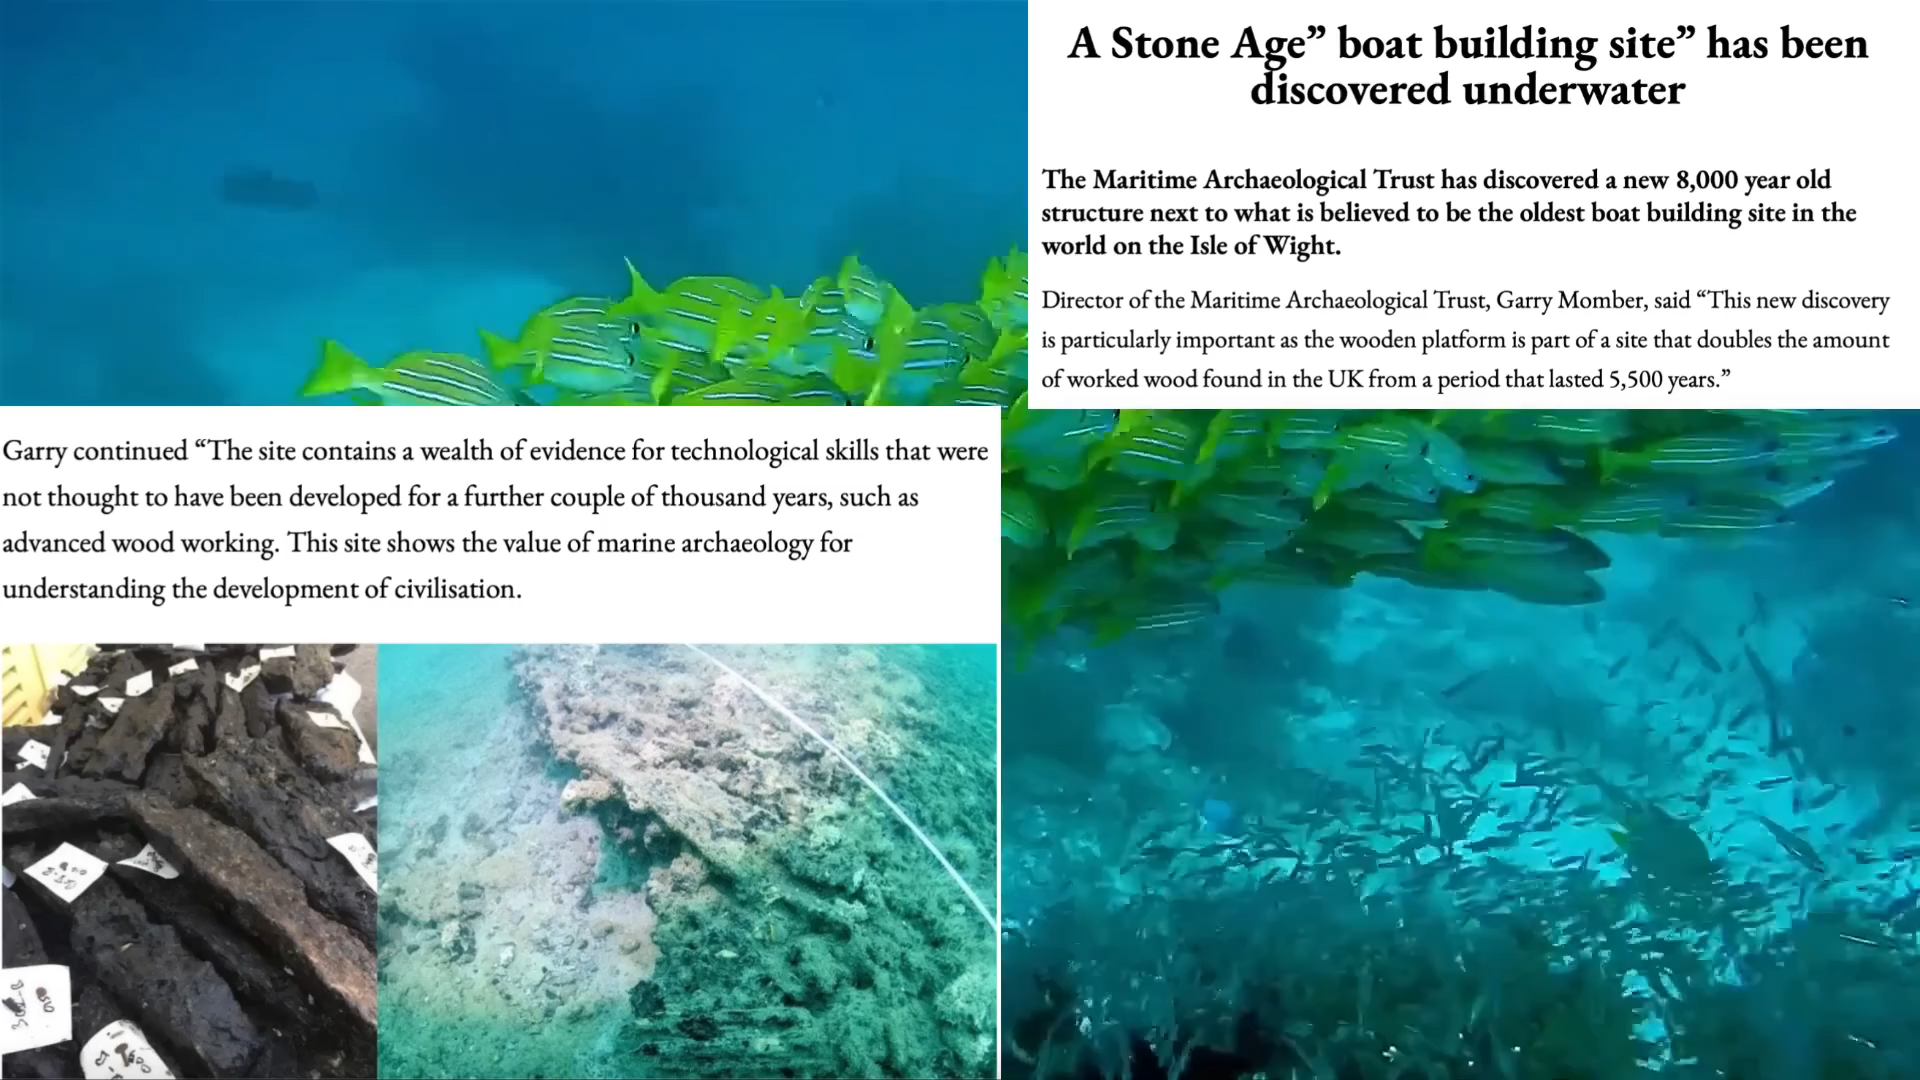 A Stone Age” boat building site” has been
discovered underwater
The Maritime Archaeological Trust has discovered a new 8,000 year old
structure next to what is believed to be the oldest boat building site in the
world on the Isle of Wight.
Director of the Maritime Archaeological Trust, Garry Momber, said “This new discovery
is particularly important as the wooden platform is part of a site that doubles the amount
of worked wood found in the UK from a period that lasted 5,500 years.”
Garry continued “The site contains a wealth of evidence for technological skills that were
not thought to have been developed for a further couple of thousand years, such as
advanced wood working. This site shows the value of marine archaeology for
understanding the development of civilisation.